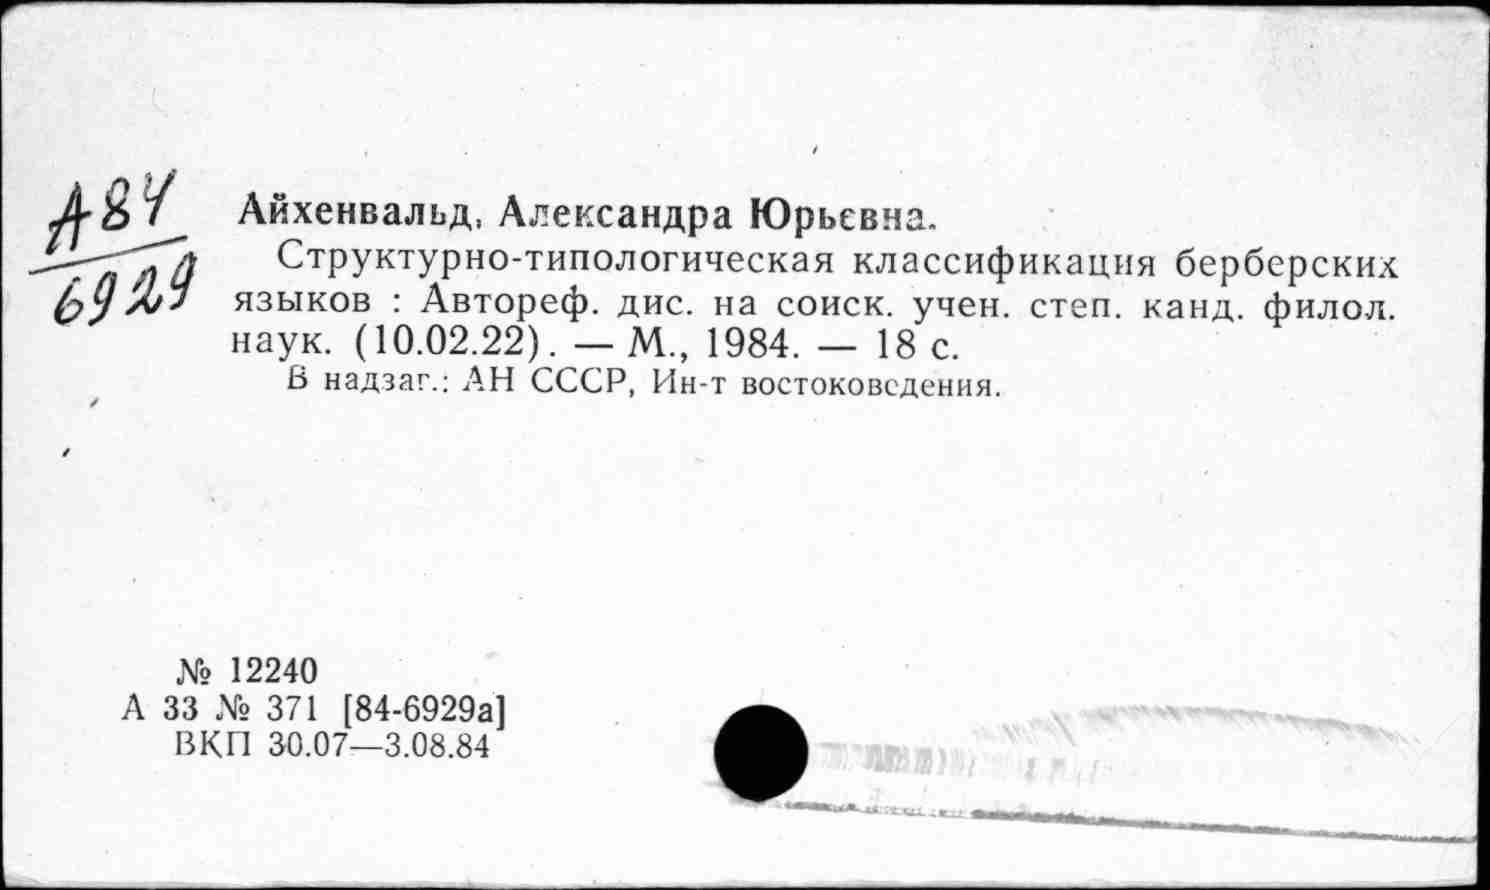 А84
6929
Айхенвальд, Александра Юрьевна.
Структурно-типологическая классификация берберских
языков : Автореф. дис. на соиск. учен. степ. канд. филол.
наук. (10.02.22). — М., 1984. — 18 с.
В надзаг.: АН СССР, Ин-т востоковедения.
№ 12240
А 33 № 371 [84-6929а]
ВКП 30.07—3.08.84